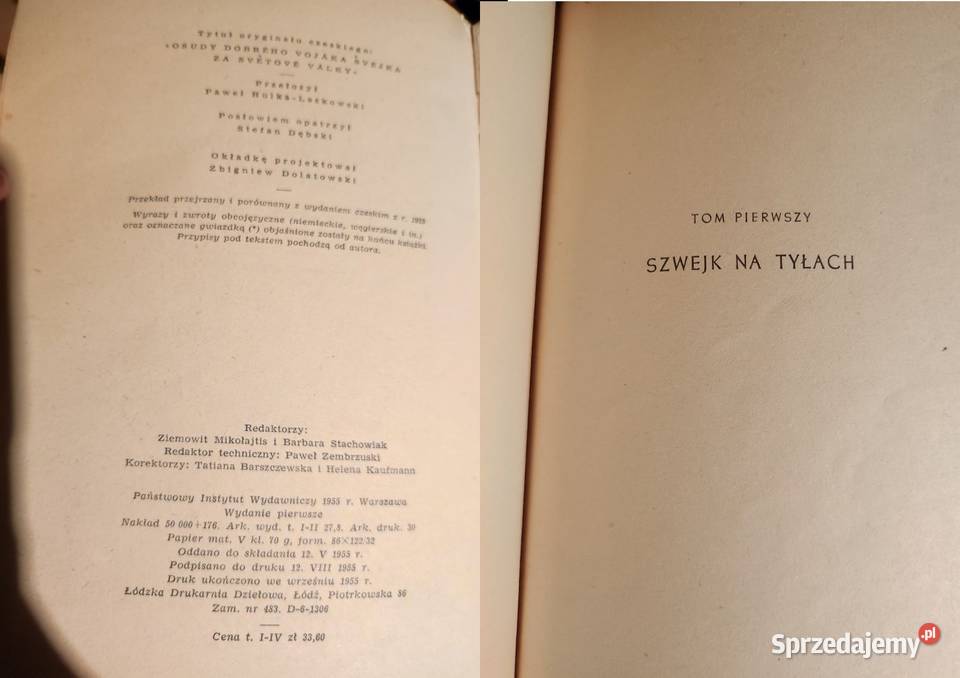 Tytuł oryginału czeskiego:
«OSUDY DOBRÉHO VOJÁKA ŠVEJKA
ZA SVĚTOVÉ VÁLKY»
Przełożył
Paweł Hulka-Laskowski
Posłowiem opatrzył
Stefan Dębski
Okładkę projektował
Zbigniew Dolatowski
Przekład przejrzany i porównany z wydaniem czeskim z r. 1955
Wyrazy i zwroty obcojęzyczne (niemieckie, węgierskie i in.)
oraz oznaczane gwiazdką (*) objaśnione zostały na końcu książki.
Przypisy pod tekstem pochodzą od autora.
Redaktorzy:
Ziemowit Mikołajtis i Barbara Stachowiak
Redaktor techniczny: Paweł Zembrzuski
Korektorzy: Tatiana Barszczewska i Helena Kaufmann
Państwowy Instytut Wydawniczy 1955 r. Warszawa
Wydanie pierwsze
Nakład 50 000+176. Ark. wyd. t. I-II 27,8. Ark. druk. 30
Papier mat. V kl. 70 g, form. 86×122/32
Oddano do składania 12. V 1955 r.
Podpisano do druku 12. VIII 1955 r.
Druk ukończono we wrześniu 1955 r.
Łódzka Drukarnia Dziełowa, Łódź, Piotrkowska 86
Zam. nr 483. D-6-1306
Cena t. I-IV zł 33,60
TOM PIERWSZY
SZWEJK NA TYŁACH
Sprzedajemy.pl